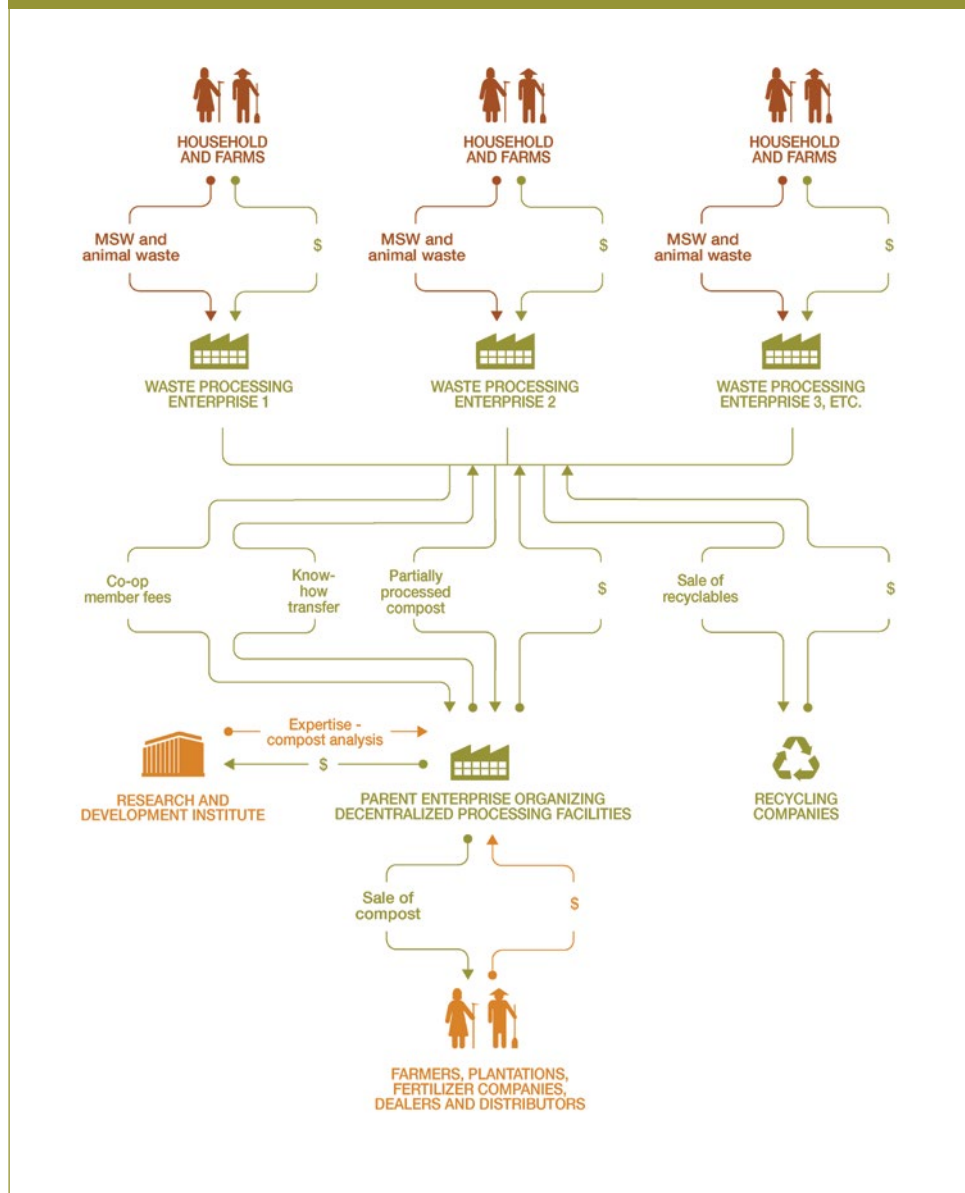 HOUSEHOLD
AND FARMS
HOUSEHOLD
AND FARMS
HOUSEHOLD
AND FARMS
MSW and
animal waste
$
MSW and
animal waste
$
MSW and
animal waste
$
WASTE PROCESSING
ENTERPRISE 1
WASTE PROCESSING
ENTERPRISE 2
WASTE PROCESSING
ENTERPRISE 3, ETC.
Co-op
member fees
Know-
how
transfer
Partially
processed
compost
$
Sale of
recyclables
$
Expertise -
compost analysis
$
RESEARCH AND
DEVELOPMENT INSTITUTE
PARENT ENTERPRISE ORGANIZING
DECENTRALIZED PROCESSING FACILITIES
RECYCLING
COMPANIES
Sale of
compost
$
FARMERS, PLANTATIONS,
FERTILIZER COMPANIES,
DEALERS AND DISTRIBUTORS